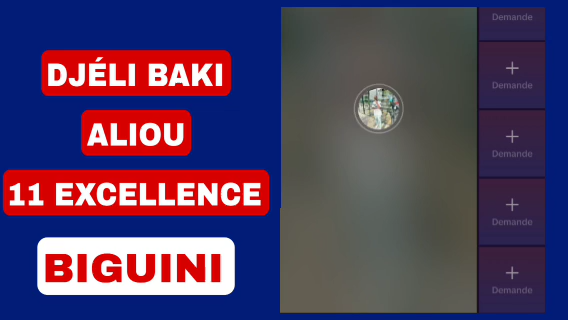 DJÉLI BAKI
ALIOU
11 EXCELLENCE
BIGUINI
Demande
Demande
Demande
Demande
Demande